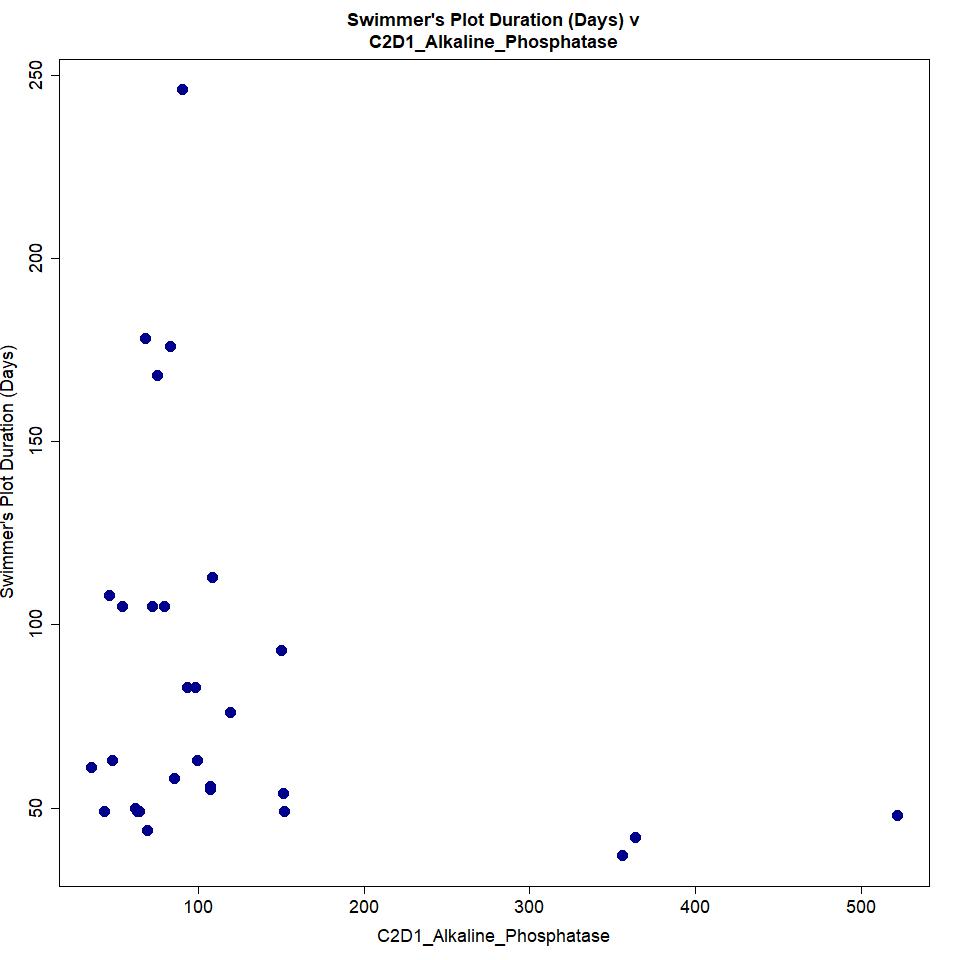 Swimmer's Plot Duration (Days) v
C2D1_Alkaline_Phosphatase
250
200
150
100
50
Swimmer's Plot Duration (Days)
100 200 300 400 500
C2D1_Alkaline_Phosphatase